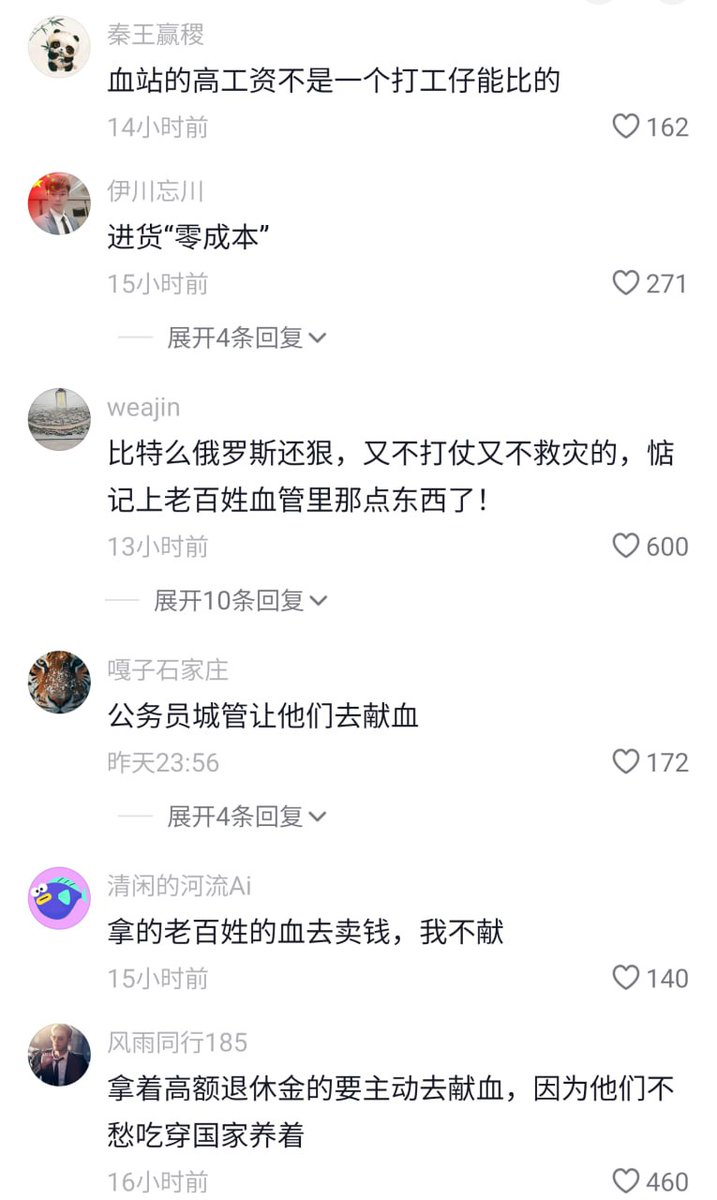 秦王赢稷
血站的高工资不是一个打工仔能比的
14小时前
162
伊川忘川
进货“零成本”
15小时前
271
展开4条回复
weajin
比特么俄罗斯还狠，又不打仗又不救灾的，惦
记上老百姓血管里那点东西了！
13小时前
600
展开10条回复
嘎子石家庄
公务员城管让他们去献血
昨天23:56
172
展开4条回复
清闲的河流Ai
拿的老百姓的血去卖钱，我不献
15小时前
140
风雨同行185
拿着高额退休金的要主动去献血，因为他们不
愁吃穿国家养着
16小时前
460